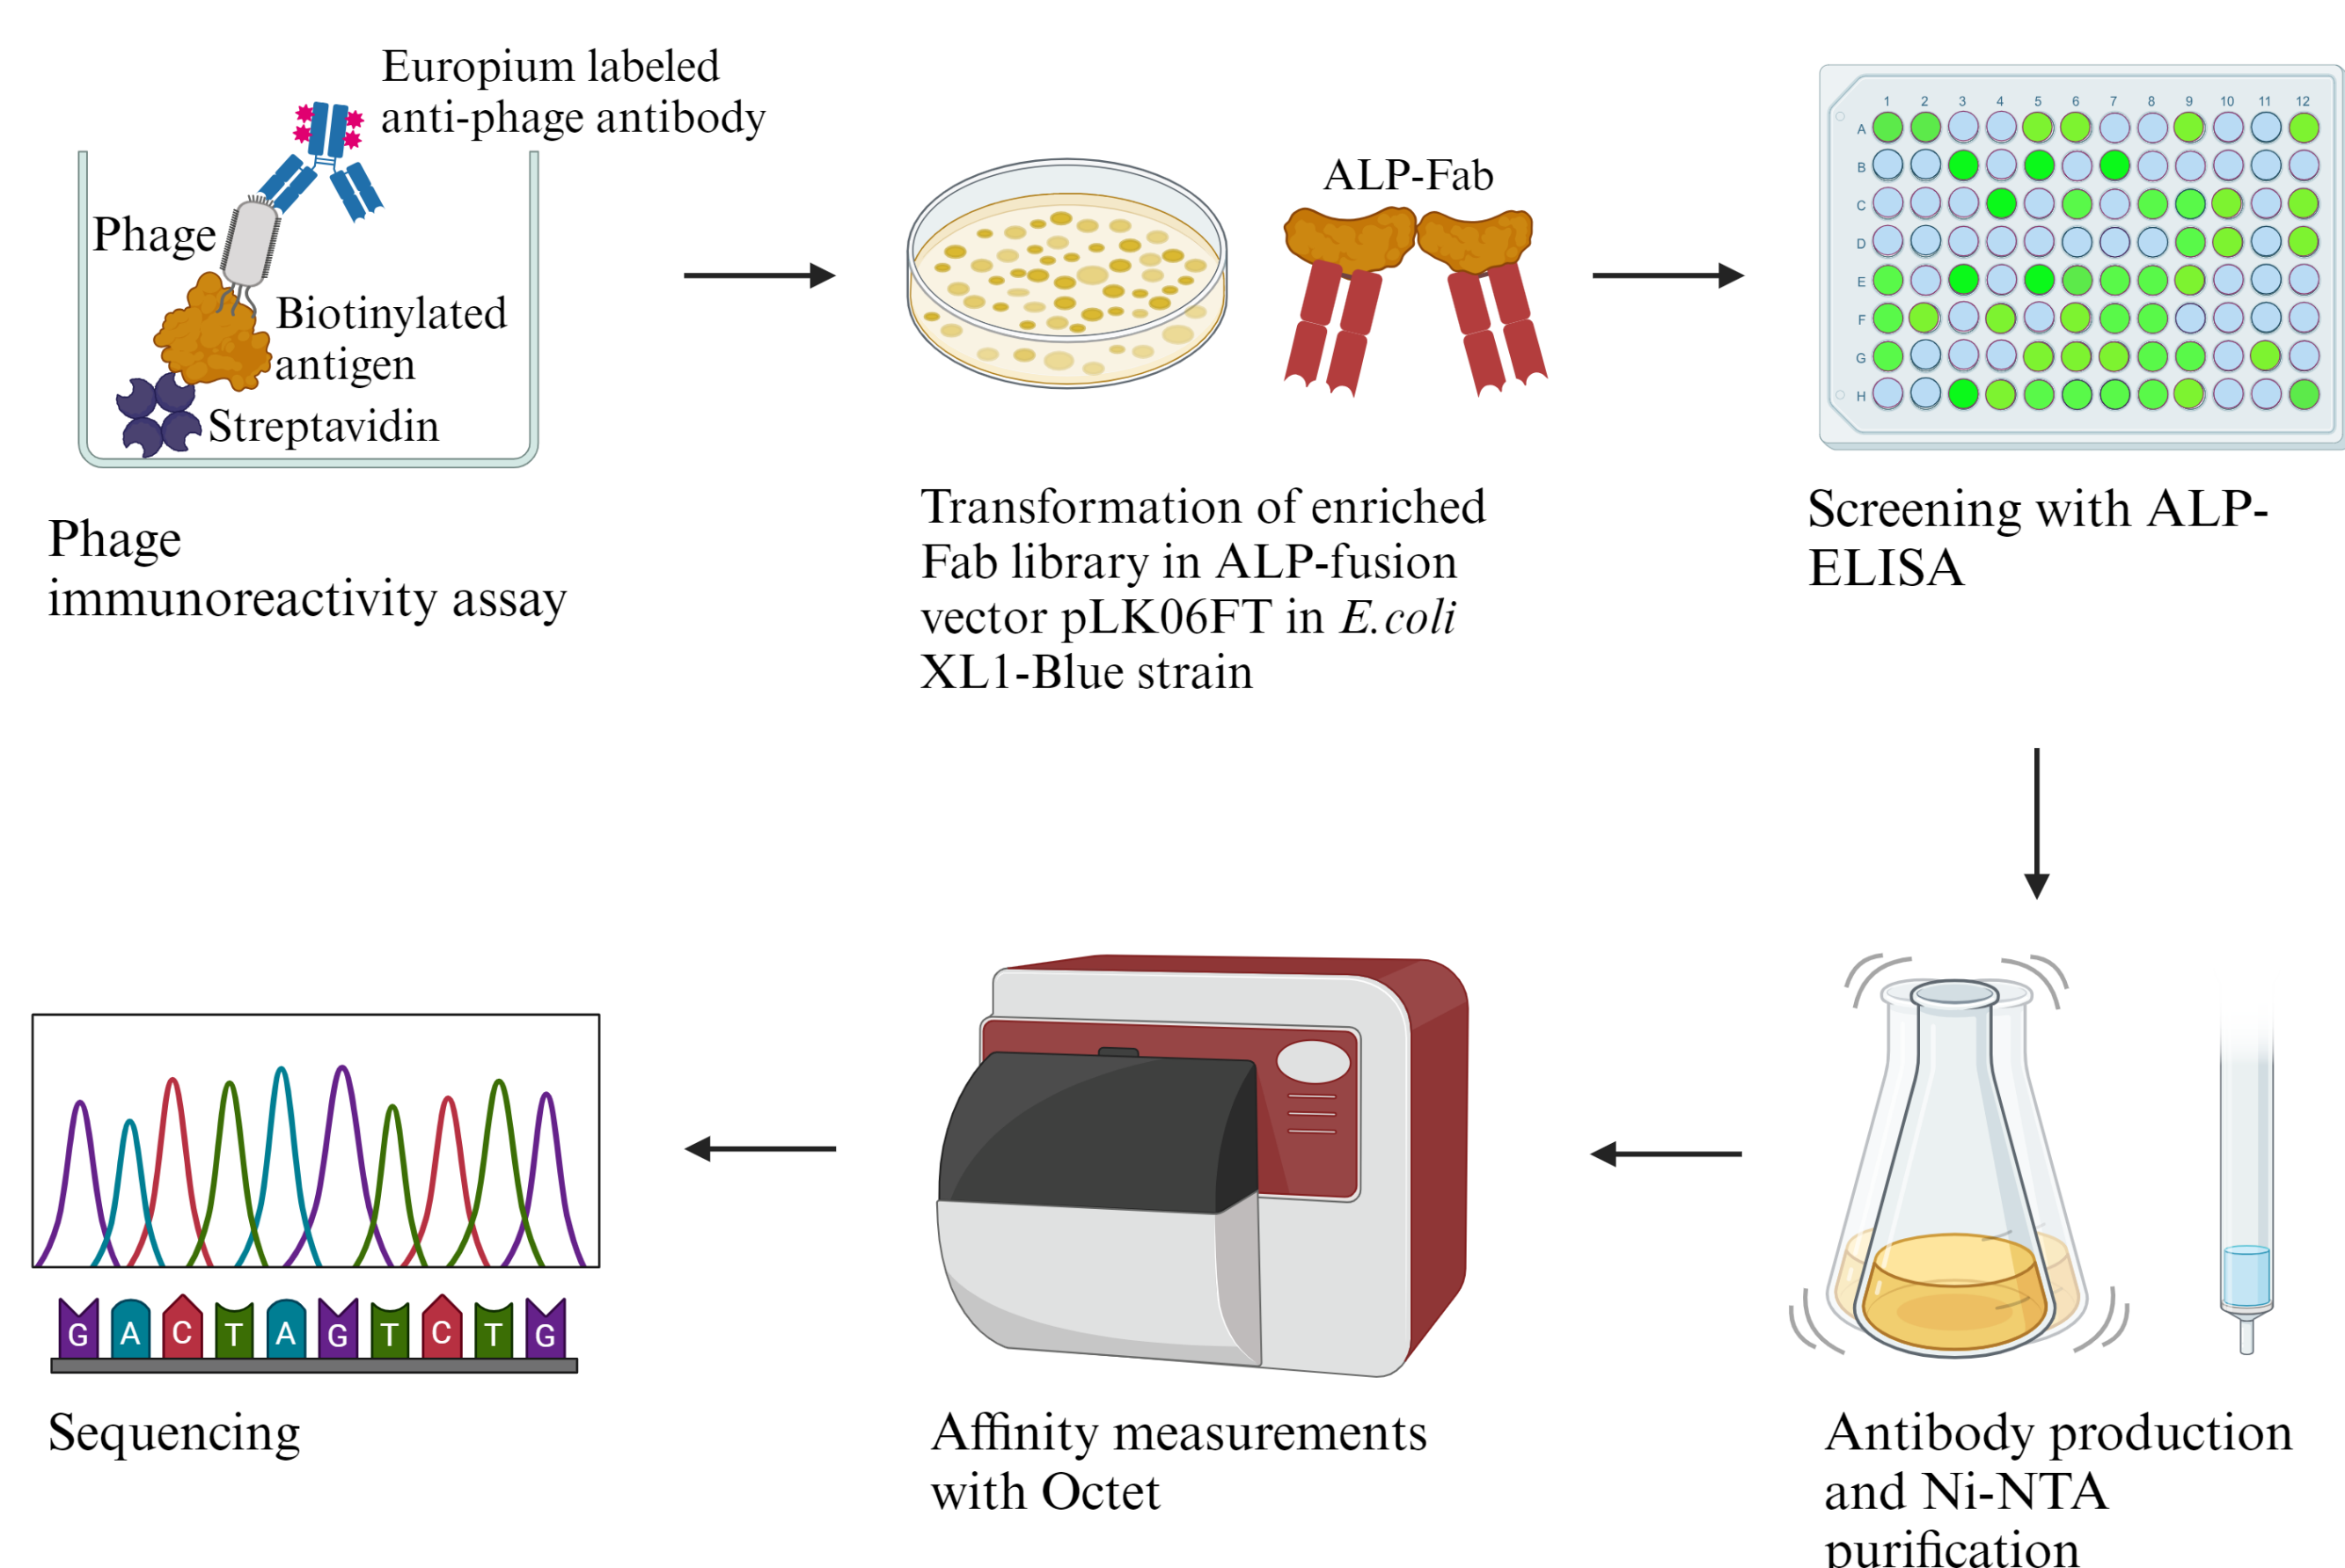 Europium labeled
anti-phage antibody
Phage
Biotinylated
antigen
Streptavidin
Phage
immunoreactivity assay
ALP-Fab
Transformation of enriched
Fab library in ALP-fusion
vector pLK06FT in E.coli
XL1-Blue strain
1 2 3 4 5 6 7 8 9 10 11 12
A
B
C
D
E
F
G
H
Screening with ALP-
ELISA
G A C T A G T C T G
Sequencing
Affinity measurements
with Octet
Antibody production
and Ni-NTA
purification